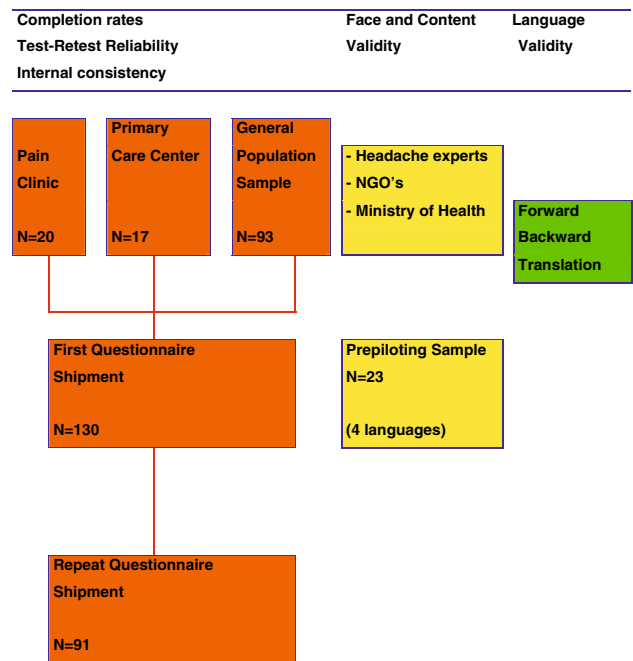 Completion rates
Test-Retest Reliability
Internal consistency
Face and Content
Validity
Language
Validity
Pain
Clinic
N=20
Primary
Care Center
N=17
General
Population
Sample
N=93
- Headache experts
- NGO's
- Ministry of Health
Forward
Backward
Translation
First Questionnaire
Shipment
N=130
Prepiloting Sample
N=23
(4 languages)
Repeat Questionnaire
Shipment
N=91